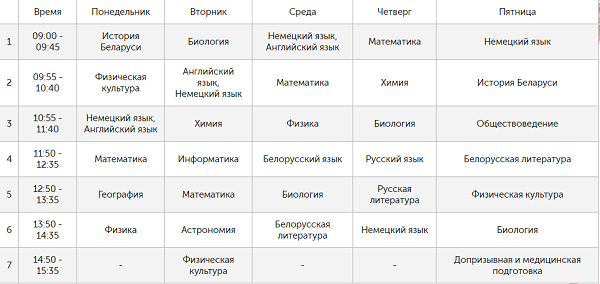 Время Понедельник Вторник Среда Четверг Пятница
1 09:00 - 09:45 История Беларуси Биология Немецкий язык, Английский язык Математика Немецкий язык
2 09:55 - 10:40 Физическая культура Английский язык, Немецкий язык Математика Химия История Беларуси
3 10:55 - 11:40 Немецкий язык, Английский язык Химия Физика Биология Обществоведение
4 11:50 - 12:35 Математика Информатика Белорусский язык Русский язык Белорусская литература
5 12:50 - 13:35 География Математика Биология Русская литература Физическая культура
6 13:50 - 14:35 Физика Астрономия Белорусская литература Немецкий язык Биология
7 14:50 - 15:35 - Физическая культура - - Допризывная и медицинская подготовка